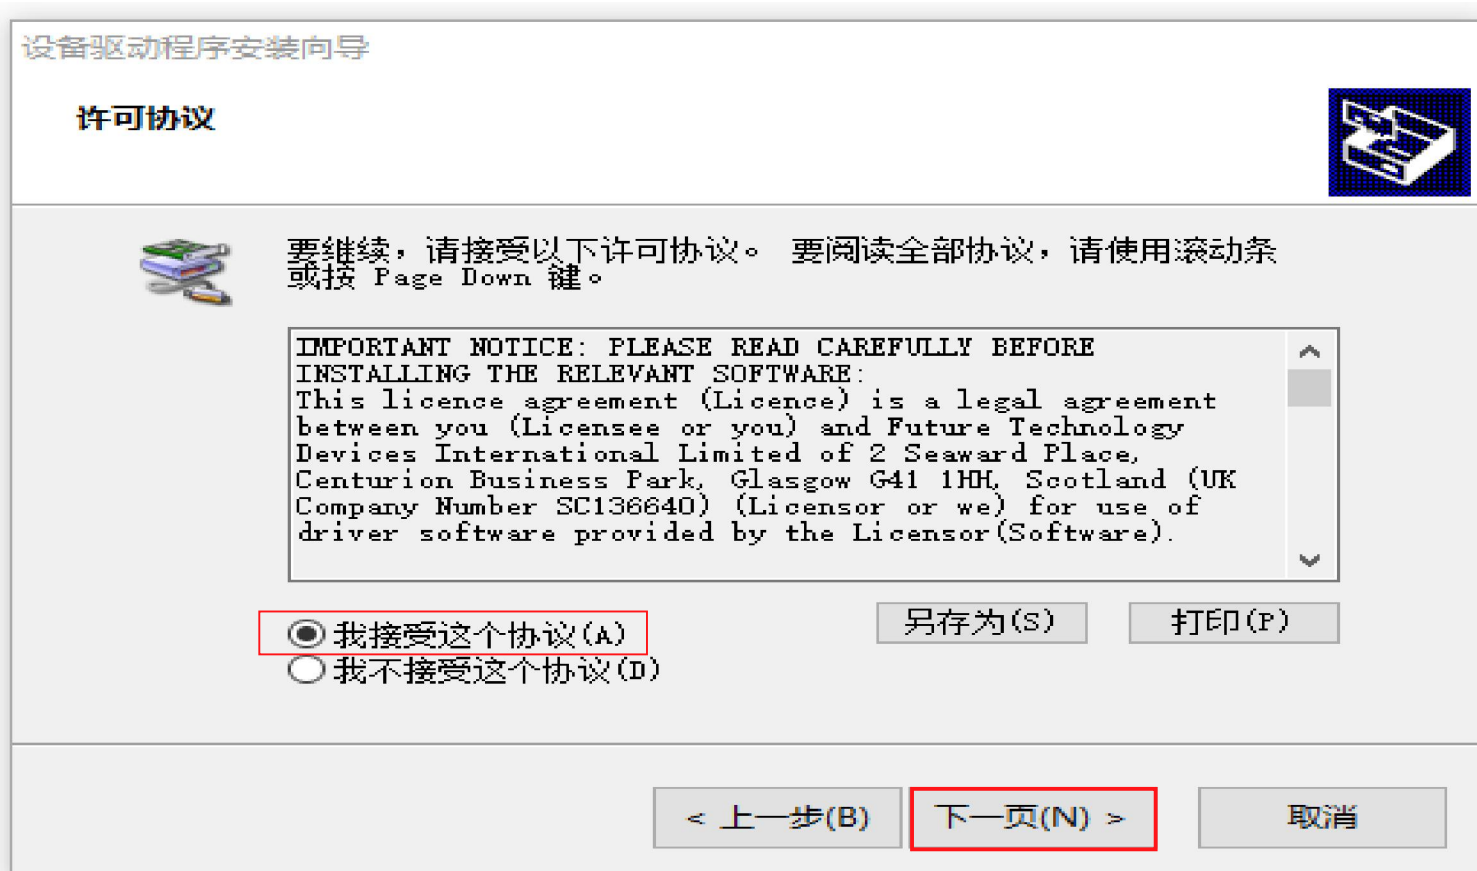 设备驱动程序安装向导
许可协议
要继续，请接受以下许可协议。 要阅读全部协议，请使用滚动条
或按 Page Down 键。
IMPORTANT NOTICE: PLEASE READ CAREFULLY BEFORE
INSTALLING THE RELEVANT SOFTWARE:
This licence agreement (Licence) is a legal agreement
between you (Licensee or you) and Future Technology
Devices International Limited of 2 Seaward Place,
Centurion Business Park, Glasgow G41 1HH, Scotland (UK
Company Number SC136640) (Licensor or we) for use of
driver software provided by the Licensor(Software).
另存为(S)
打印(P)
我接受这个协议(A)
我不接受这个协议(D)
< 上一步(B)
下一页(N) >
取消